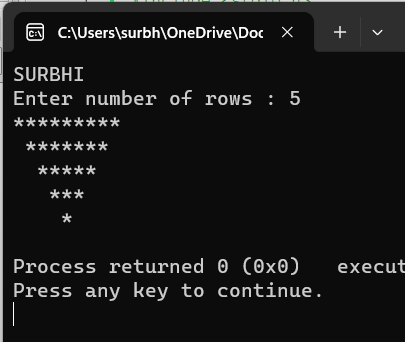 C:\Users\surbh\OneDrive\Doc
SURBHI
Enter number of rows : 5
*********
 *******
  *****
   ***
    *
Process returned 0 (0x0)   execut
Press any key to continue.